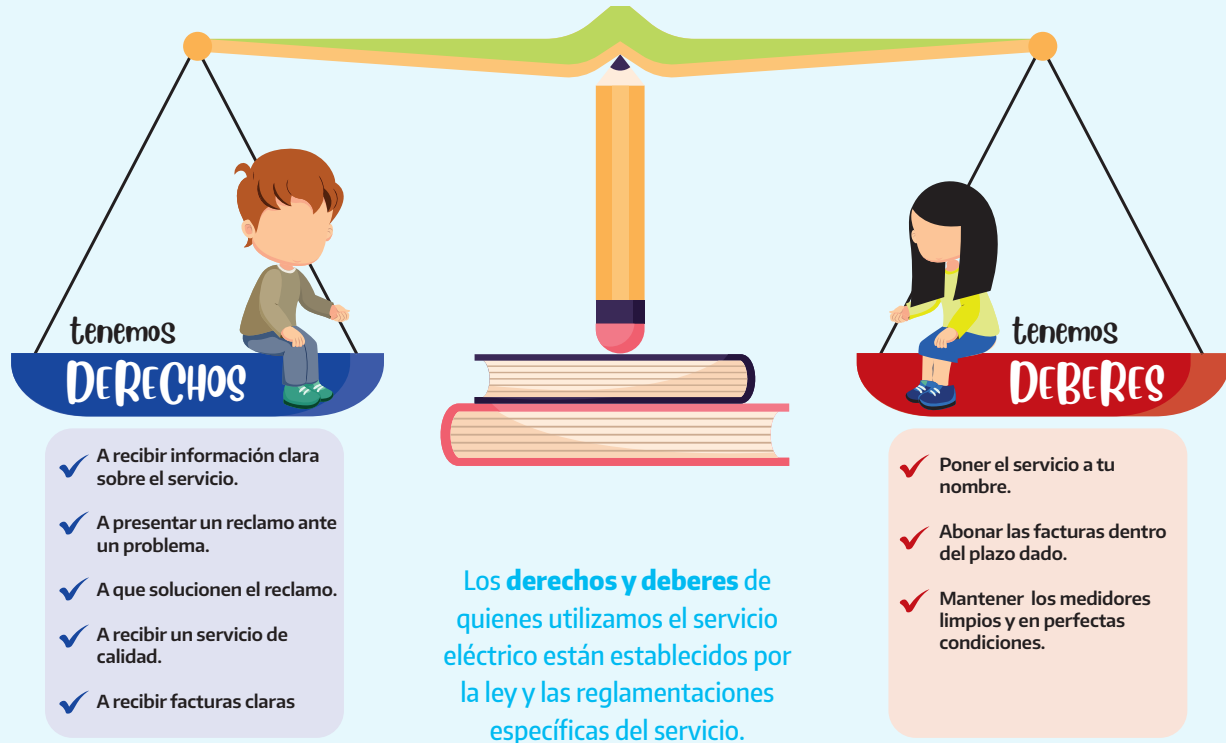 tenemos
DERECHOS
A recibir información clara
sobre el servicio.
A presentar un reclamo ante
un problema.
A que solucionen el reclamo.
A recibir un servicio de
calidad.
A recibir facturas claras
Los derechos y deberes de
quienes utilizamos el servicio
eléctrico están establecidos por
la ley y las reglamentaciones
específicas del servicio.
tenemos
DEBERES
Poner el servicio a tu
nombre.
Abonar las facturas dentro
del plazo dado.
Mantener los medidores
limpios y en perfectas
condiciones.